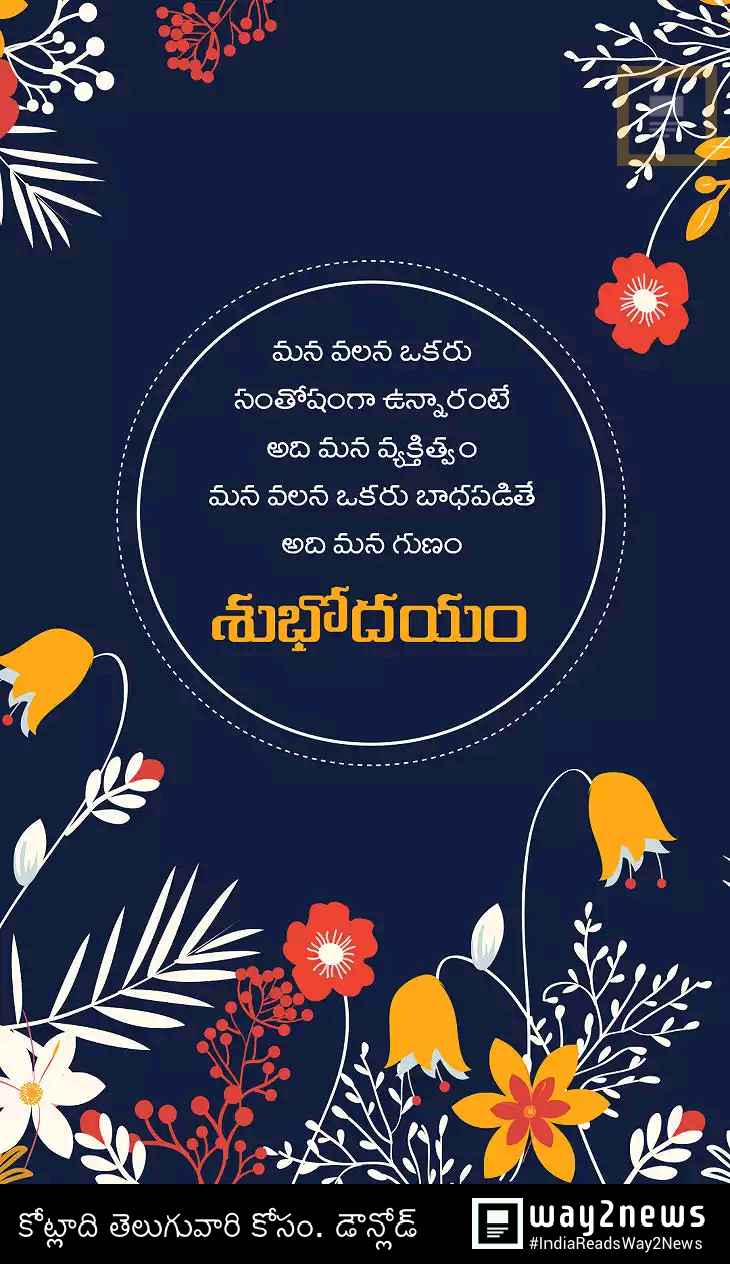 మన వలన ఒకరు
సంతోషంగా ఉన్నారంటే
అది మన వ్యక్తిత్వం
మన వలన ఒకరు బాధపడితే
అది మన గుణం
శుభోదయం
కోట్లాది తెలుగువారి కోసం. డౌన్లోడ్
way2news
#IndiaReadsWay2News